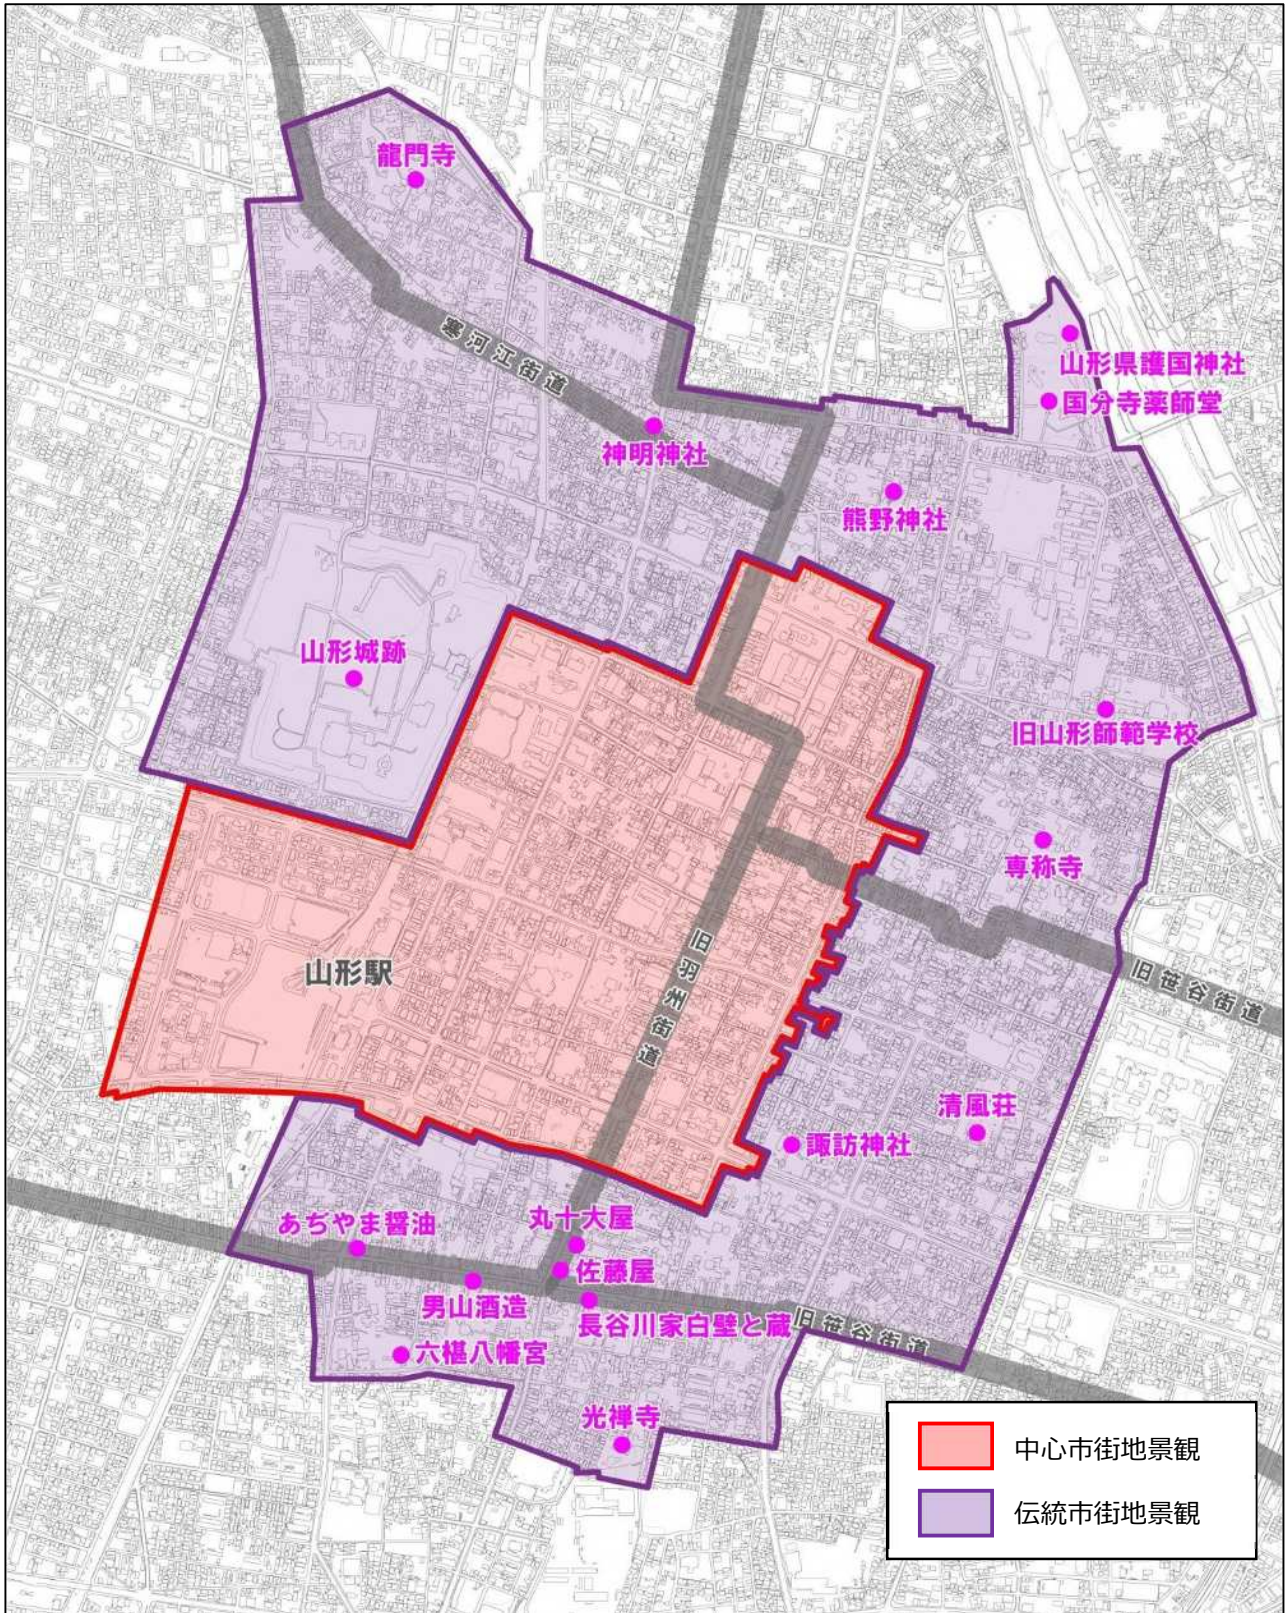 龍門寺
寒河江街道
山形県護国神社
国分寺薬師堂
神明神社
熊野神社
山形城跡
旧山形師範学校
専称寺
旧羽州街道
山形駅
旧笹谷街道
清風荘
諏訪神社
あぢやま醤油
丸十大屋
佐藤屋
男山酒造
長谷川家白壁と蔵
旧笹谷街道
六椹八幡宮
光禅寺
中心市街地景観
伝統市街地景観